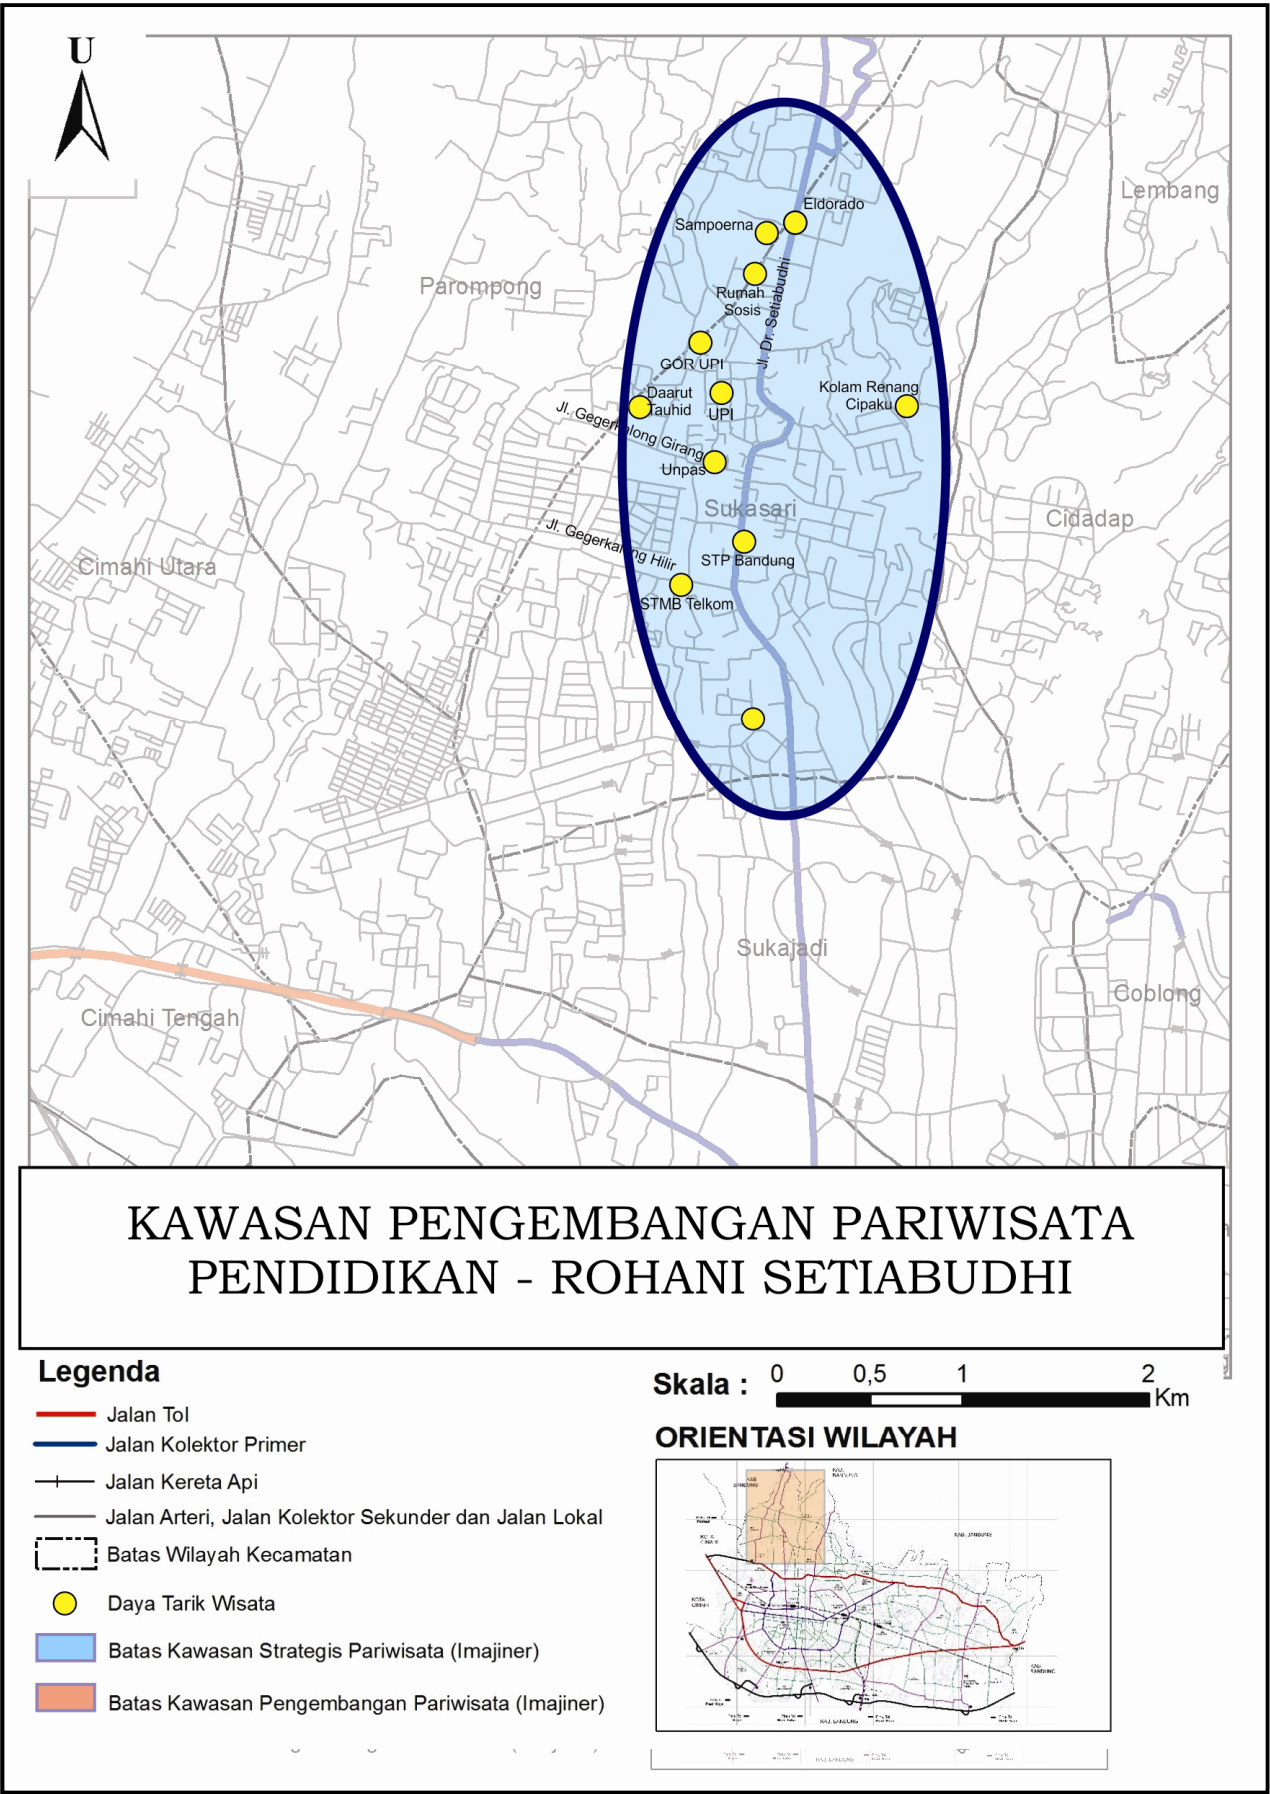 U
Lembang
Eldorado
Sampoerna
Parompong
Rumah
Sosis
Jl. Dr. Setiabudhi
GOR UPI
Daarut
Tauhid
UPI
Kolam Renang
Cipaku
Jl. Gegerkalong Girang
Unpas
Sukasari
Cidadap
Jl. Gegerkalong Hilir
STP Bandung
Cimahi Utara
STMB Telkom
Sukajadi
Coblong
Cimahi Tengah
KAWASAN PENGEMBANGAN PARIWISATA
PENDIDIKAN - ROHANI SETIABUDHI
Legenda
Jalan Tol
Jalan Kolektor Primer
Jalan Kereta Api
Jalan Arteri, Jalan Kolektor Sekunder dan Jalan Lokal
Batas Wilayah Kecamatan
Daya Tarik Wisata
Batas Kawasan Strategis Pariwisata (Imajiner)
Batas Kawasan Pengembangan Pariwisata (Imajiner)
Skala :
0 0,5 1 2
Km
ORIENTASI WILAYAH
KAB. BANDUNG